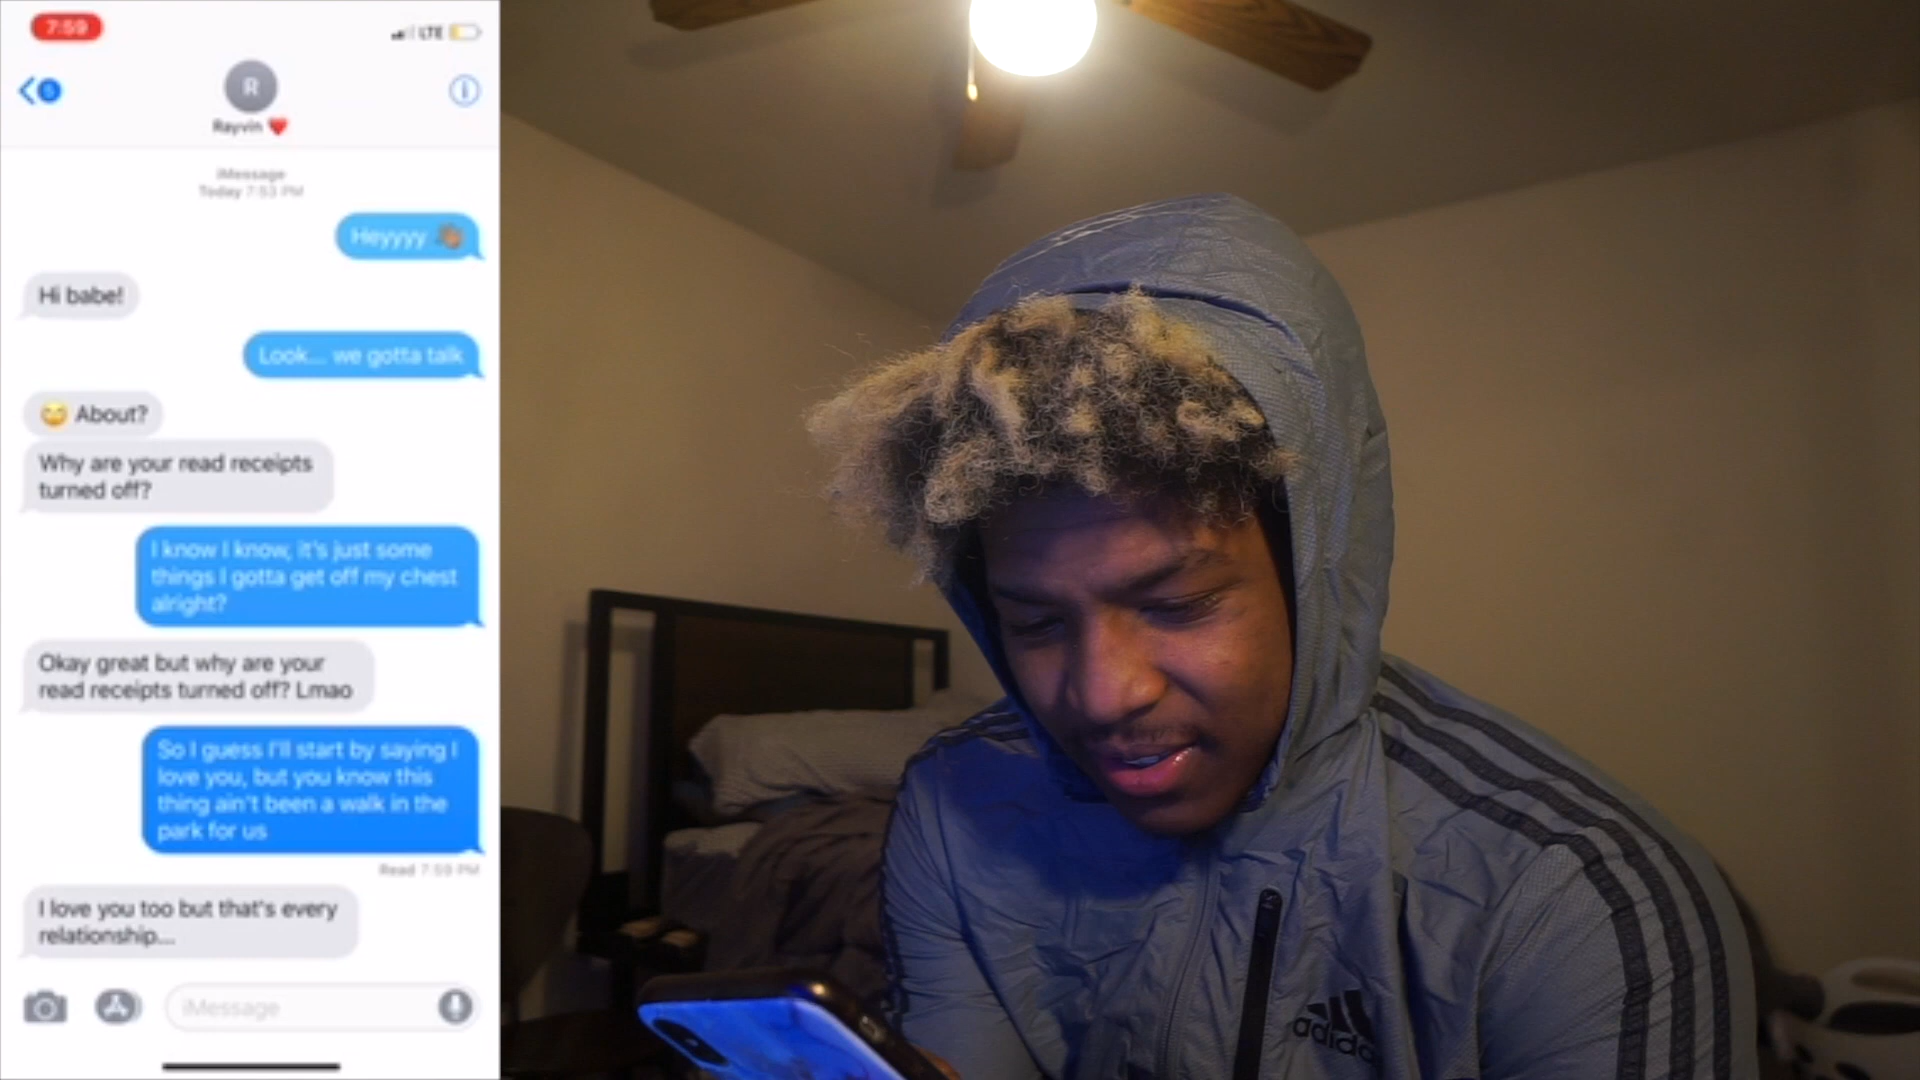 7:59
LTE
R
Rayvin ❤️
iMessage
Today 7:53 PM
Heyyyy 👋🏽
Hi babe!
Look... we gotta talk
😁 About?
Why are your read receipts
turned off?
I know I know, it's just some
things I gotta get off my chest
alright?
Okay great but why are your
read receipts turned off? Lmao
So I guess I'll start by saying I
love you, but you know this
thing ain't been a walk in the
park for us
Read 7:59 PM
I love you too but that's every
relationship...
iMessage
adidas